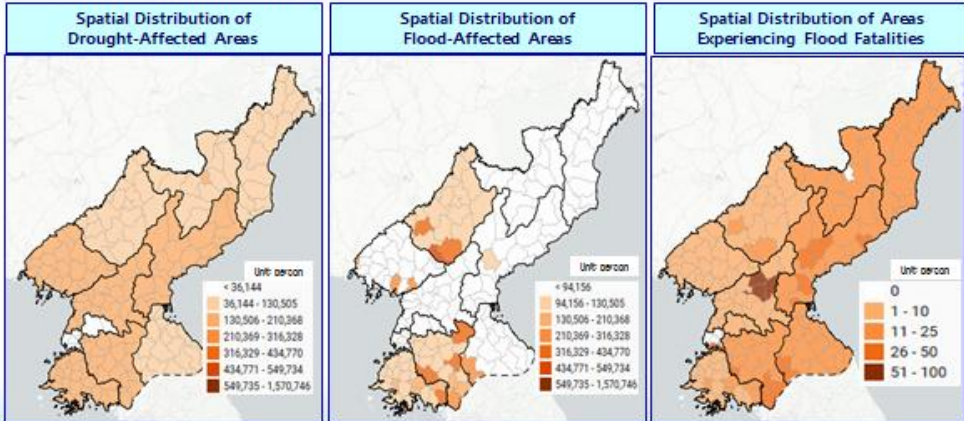 Spatial Distribution of
Drought-Affected Areas
Spatial Distribution of
Flood-Affected Areas
Spatial Distribution of Areas
Experiencing Flood Fatalities
Unit: person
< 36,144
36,144 - 130,505
130,506 - 210,368
210,369 - 316,328
316,329 - 434,770
434,771 - 549,734
549,735 - 1,570,746
Unit: person
< 94,156
94,156 - 130,505
130,506 - 210,368
210,369 - 316,328
316,329 - 434,770
434,771 - 549,734
549,735 - 1,570,746
Unit: person
0
1 - 10
11 - 25
26 - 50
51 - 100